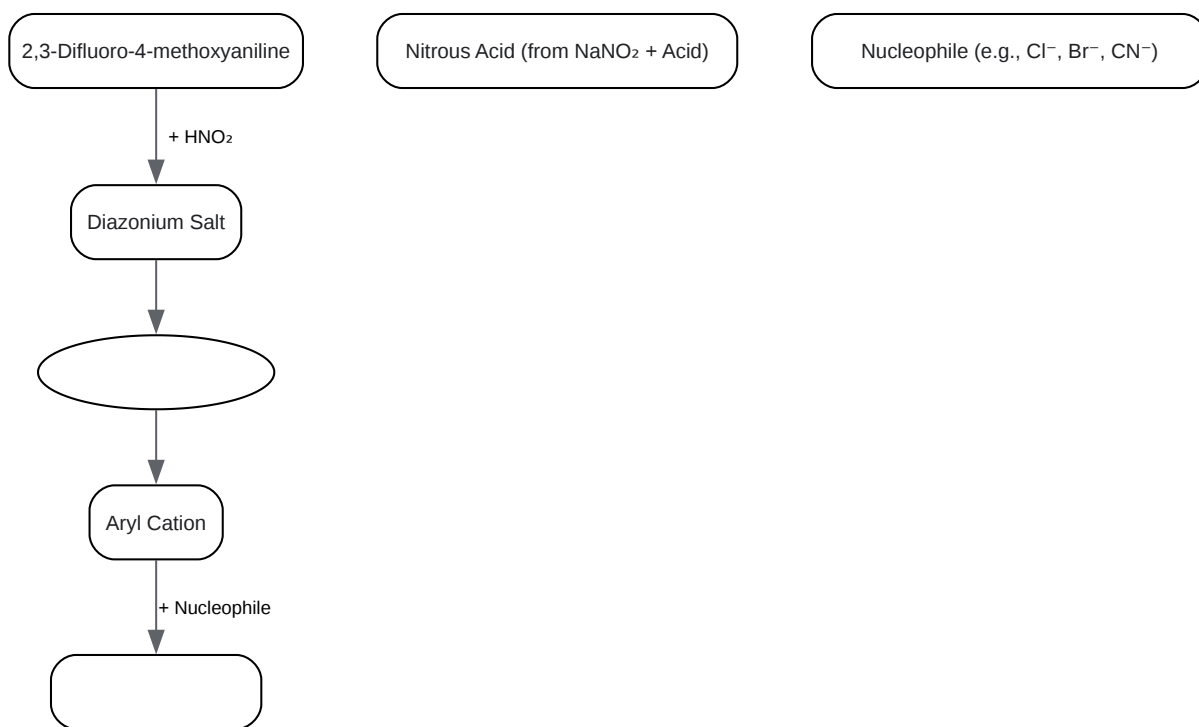 2,3-Difluoro-4-methoxyaniline
Nitrous Acid (from NaNO₂ + Acid)
Nucleophile (e.g., Cl⁻, Br⁻, CN⁻)
+ HNO₂
Diazonium Salt
Aryl Cation
+ Nucleophile